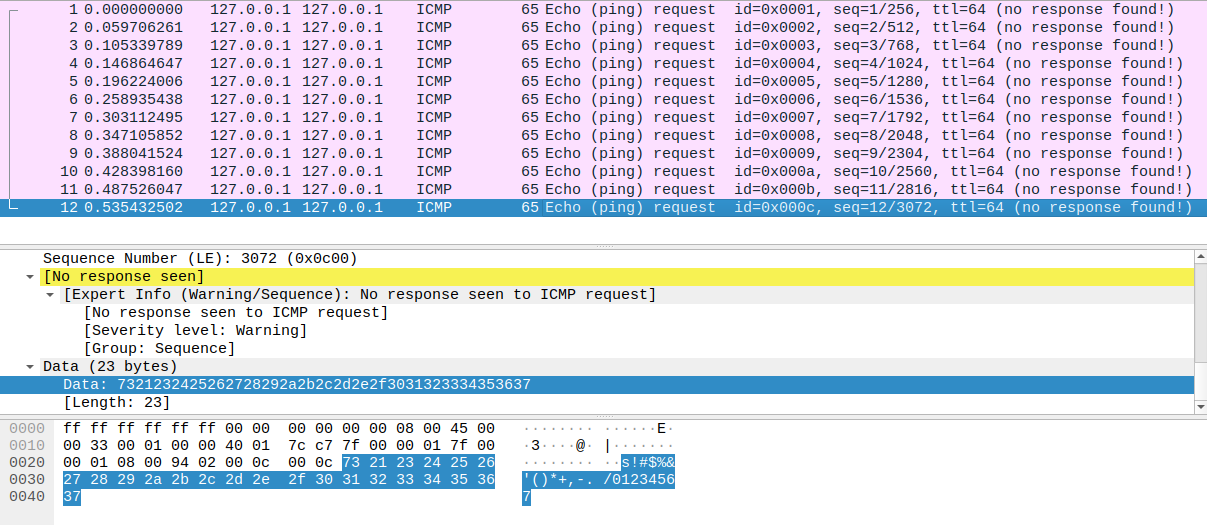 1 0.000000000 127.0.0.1 127.0.0.1 ICMP 65 Echo (ping) request id=0x0001, seq=1/256, ttl=64 (no response found!)
2 0.059706261 127.0.0.1 127.0.0.1 ICMP 65 Echo (ping) request id=0x0002, seq=2/512, ttl=64 (no response found!)
3 0.105339789 127.0.0.1 127.0.0.1 ICMP 65 Echo (ping) request id=0x0003, seq=3/768, ttl=64 (no response found!)
4 0.146864647 127.0.0.1 127.0.0.1 ICMP 65 Echo (ping) request id=0x0004, seq=4/1024, ttl=64 (no response found!)
5 0.196224006 127.0.0.1 127.0.0.1 ICMP 65 Echo (ping) request id=0x0005, seq=5/1280, ttl=64 (no response found!)
6 0.258935438 127.0.0.1 127.0.0.1 ICMP 65 Echo (ping) request id=0x0006, seq=6/1536, ttl=64 (no response found!)
7 0.303112495 127.0.0.1 127.0.0.1 ICMP 65 Echo (ping) request id=0x0007, seq=7/1792, ttl=64 (no response found!)
8 0.347105852 127.0.0.1 127.0.0.1 ICMP 65 Echo (ping) request id=0x0008, seq=8/2048, ttl=64 (no response found!)
9 0.388041524 127.0.0.1 127.0.0.1 ICMP 65 Echo (ping) request id=0x0009, seq=9/2304, ttl=64 (no response found!)
10 0.428398160 127.0.0.1 127.0.0.1 ICMP 65 Echo (ping) request id=0x000a, seq=10/2560, ttl=64 (no response found!)
11 0.487526047 127.0.0.1 127.0.0.1 ICMP 65 Echo (ping) request id=0x000b, seq=11/2816, ttl=64 (no response found!)
12 0.535432502 127.0.0.1 127.0.0.1 ICMP 65 Echo (ping) request id=0x000c, seq=12/3072, ttl=64 (no response found!)
Sequence Number (LE): 3072 (0x0c00)
[No response seen]
[Expert Info (Warning/Sequence): No response seen to ICMP request]
[No response seen to ICMP request]
[Severity level: Warning]
[Group: Sequence]
Data (23 bytes)
Data: 7321232425262728292a2b2c2d2e2f3031323334353637
[Length: 23]
0000 ff ff ff ff ff ff 00 00 00 00 00 00 08 00 45 00 ········ ······E·
0010 00 33 00 01 00 00 40 01 7c c7 7f 00 00 01 7f 00 ·3····@· |·······
0020 00 01 08 00 94 02 00 0c 00 0c 73 21 23 24 25 26 ········ ··s!#$%&
0030 27 28 29 2a 2b 2c 2d 2e 2f 30 31 32 33 34 35 36 '()*+,-. /0123456
0040 37 7